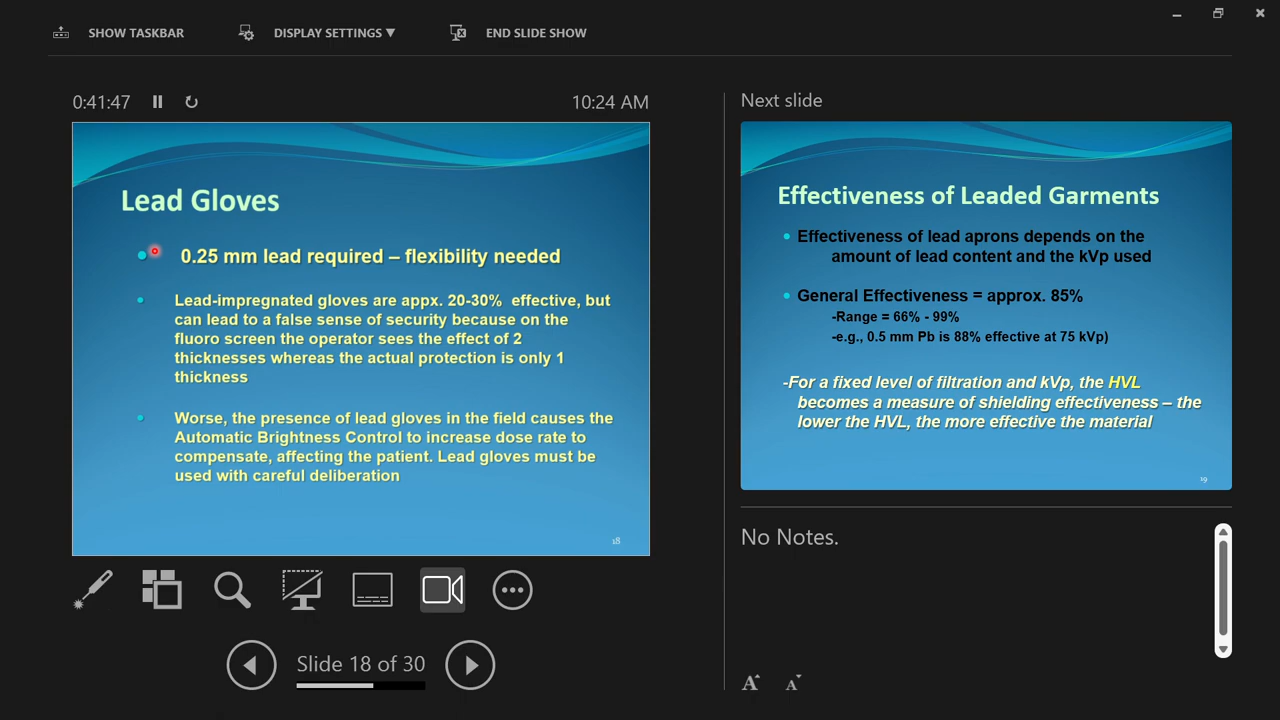 SHOW TASKBAR
DISPLAY SETTINGS ▼
END SLIDE SHOW
0:41:47
10:24 AM
Lead Gloves
0.25 mm lead required – flexibility needed
Lead-impregnated gloves are appx. 20-30% effective, but
can lead to a false sense of security because on the
fluoro screen the operator sees the effect of 2
thicknesses whereas the actual protection is only 1
thickness
Worse, the presence of lead gloves in the field causes the
Automatic Brightness Control to increase dose rate to
compensate, affecting the patient. Lead gloves must be
used with careful deliberation
18
Slide 18 of 30
Next slide
Effectiveness of Leaded Garments
Effectiveness of lead aprons depends on the
amount of lead content and the kVp used
General Effectiveness = approx. 85%
-Range = 66% - 99%
-e.g., 0.5 mm Pb is 88% effective at 75 kVp)
-For a fixed level of filtration and kVp, the HVL
becomes a measure of shielding effectiveness – the
lower the HVL, the more effective the material
19
No Notes.
A A